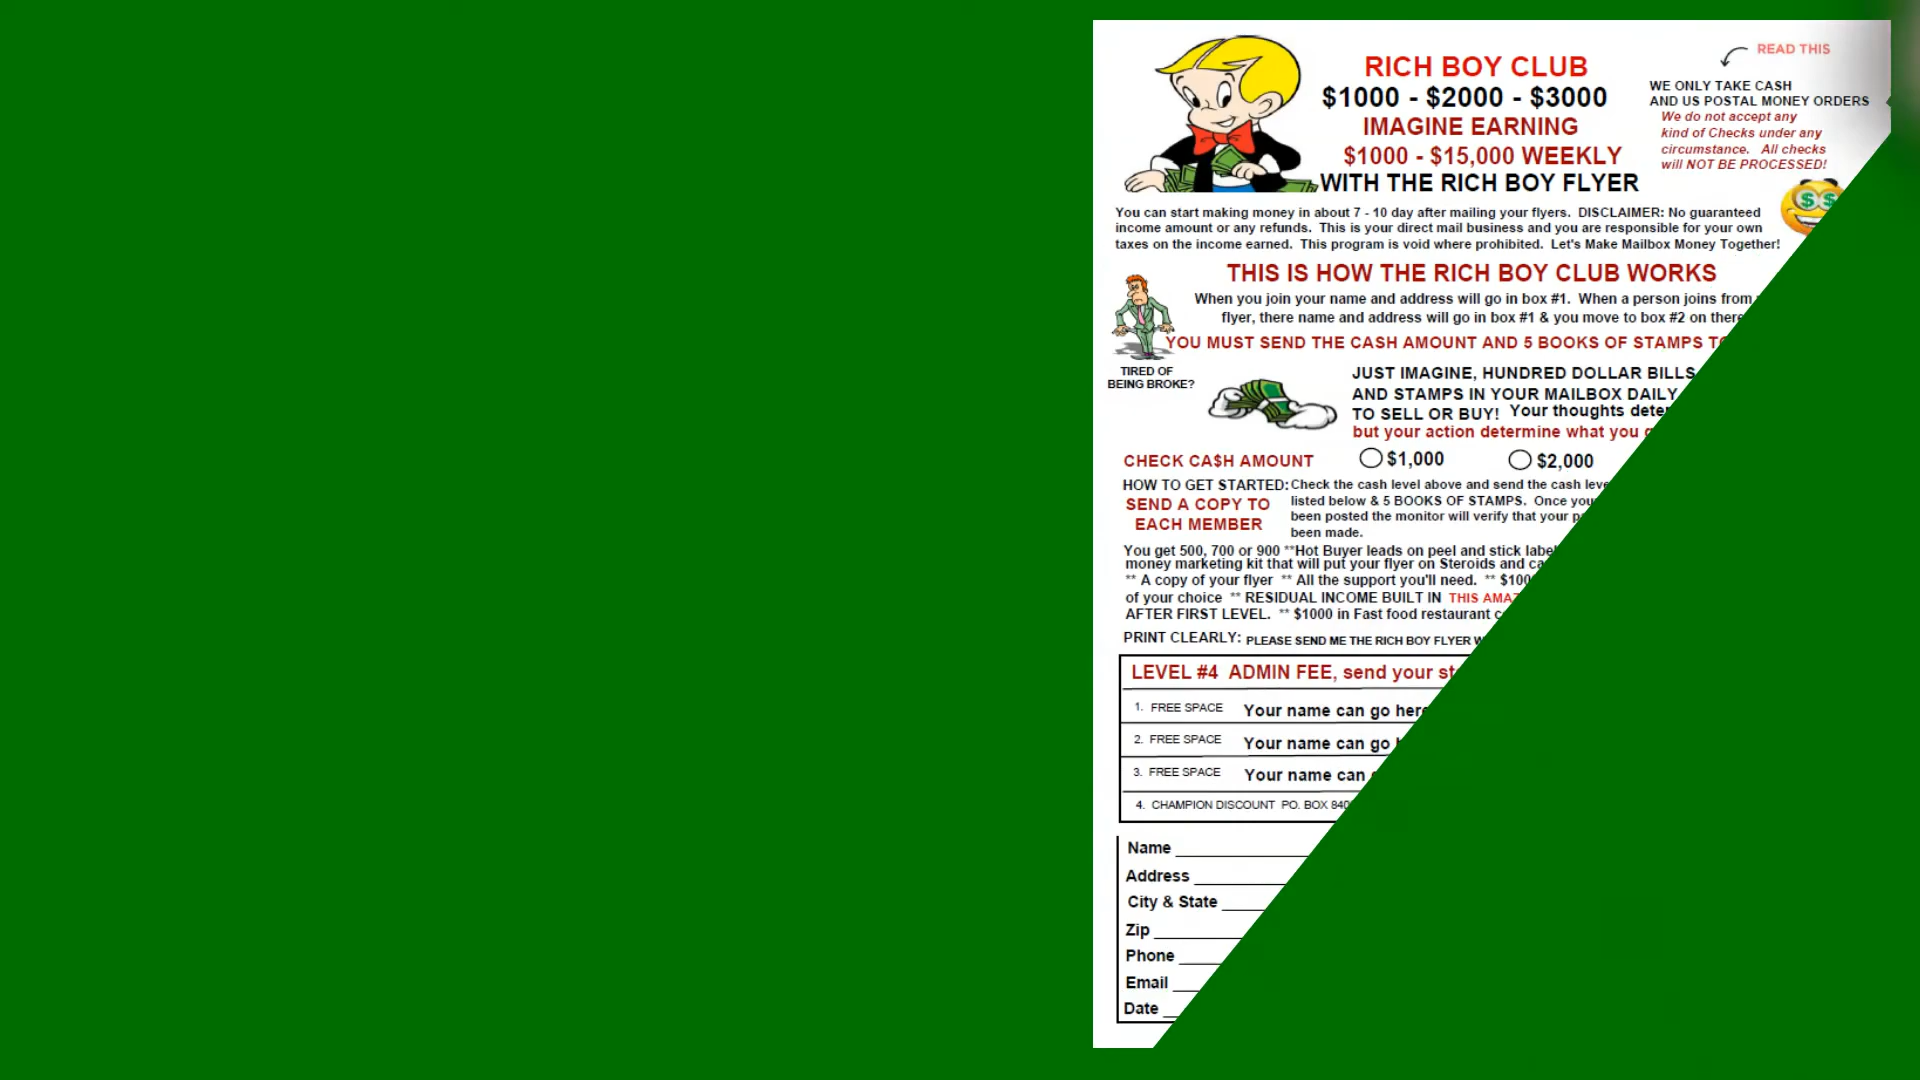 READ THIS
RICH BOY CLUB
$1000 - $2000 - $3000
IMAGINE EARNING
$1000 - $15,000 WEEKLY
WITH THE RICH BOY FLYER
WE ONLY TAKE CASH
AND US POSTAL MONEY ORDERS
We do not accept any
kind of Checks under any
circumstance. All checks
will NOT BE PROCESSED!
You can start making money in about 7 - 10 day after mailing your flyers. DISCLAIMER: No guaranteed
income amount or any refunds. This is your direct mail business and you are responsible for your own
taxes on the income earned. This program is void where prohibited. Let's Make Mailbox Money Together!
THIS IS HOW THE RICH BOY CLUB WORKS
When you join your name and address will go in box #1. When a person joins from
flyer, there name and address will go in box #1 & you move to box #2 on there
YOU MUST SEND THE CASH AMOUNT AND 5 BOOKS OF STAMPS
TIRED OF
BEING BROKE?
JUST IMAGINE, HUNDRED DOLLAR BILLS
AND STAMPS IN YOUR MAILBOX DAILY
TO SELL OR BUY! Your thoughts
but your action determine what you
CHECK CA$H AMOUNT $1,000 $2,000
HOW TO GET STARTED: Check the cash level above and send the cash
listed below & 5 BOOKS OF STAMPS. Once
SEND A COPY TO
EACH MEMBER
been posted the monitor will verify that your
been made.
You get 500, 700 or 900 **Hot Buyer leads on peel and stick
money marketing kit that will put your flyer on Steroids and
** A copy of your flyer ** All the support you'll need. **
of your choice ** RESIDUAL INCOME BUILT IN THIS
AFTER FIRST LEVEL. ** $1000 in Fast food restaurant
PRINT CLEARLY: PLEASE SEND ME THE RICH BOY FLYER
LEVEL #4 ADMIN FEE, send your
1. FREE SPACE Your name can go here
2. FREE SPACE Your name can go
3. FREE SPACE Your name can
4. CHAMPION DISCOUNT PO. BOX
Name
Address
City & State
Zip
Phone
Email
Date